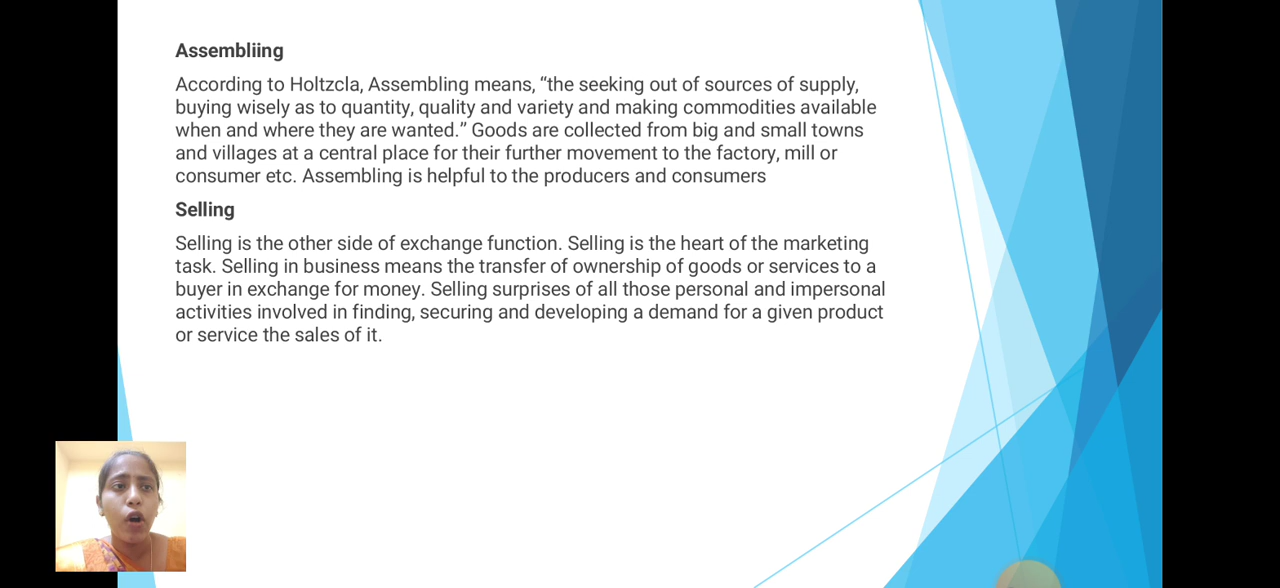 Assembliing
According to Holtzcla, Assembling means, “the seeking out of sources of supply,
buying wisely as to quantity, quality and variety and making commodities available
when and where they are wanted.” Goods are collected from big and small towns
and villages at a central place for their further movement to the factory, mill or
consumer etc. Assembling is helpful to the producers and consumers
Selling
Selling is the other side of exchange function. Selling is the heart of the marketing
task. Selling in business means the transfer of ownership of goods or services to a
buyer in exchange for money. Selling surprises of all those personal and impersonal
activities involved in finding, securing and developing a demand for a given product
or service the sales of it.